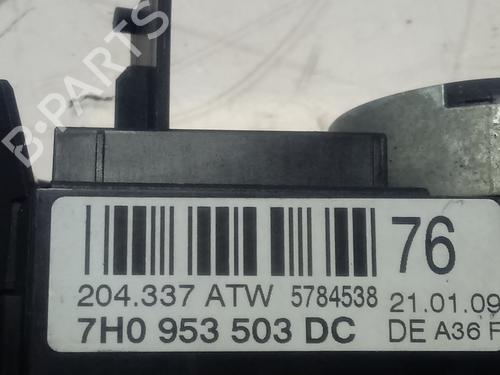 B-PARTS
76
204.337 ATW 5784538 21.01.09
7H0 953 503 DC DE A36 F